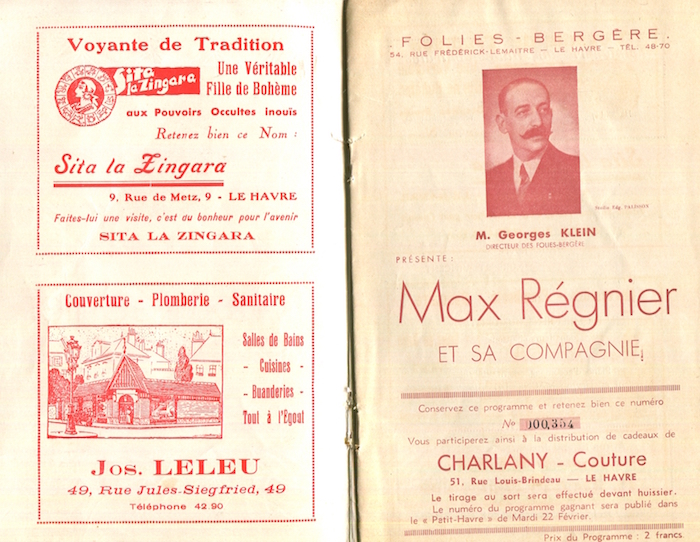 Voyante de Tradition
Sita
la Zingara
Une Véritable
Fille de Bohème
aux Pouvoirs Occultes inouïs
Retenez bien ce Nom :
Sita la Zingara
9, Rue de Metz, 9 - LE HAVRE
Faites-lui une visite, c'est du bonheur pour l'avenir
SITA LA ZINGARA
Couverture - Plomberie - Sanitaire
Salles de Bains
- Cuisines -
- Buanderies -
Tout à l'Egout
Jos. LELEU
49, Rue Jules-Siegfried, 49
Téléphone 42.90
FOLIES - BERGÈRE
54, RUE FRÉDÉRICK-LEMAITRE — LE HAVRE — TÉL. 48-70
M. Georges KLEIN
DIRECTEUR DES FOLIES-BERGÈRE
PRÉSENTE :
Max Régnier
ET SA COMPAGNIE
Conservez ce programme et retenez bien ce numéro
No 000,354
Vous participerez ainsi à la distribution de cadeaux de
CHARLANY - Couture
51, Rue Louis-Brindeau — LE HAVRE
Le tirage au sort sera effectué devant huissier.
Le numéro du programme gagnant sera publié dans
le « Petit-Havre » de Mardi 22 Février.
Prix du Programme : 2 francs